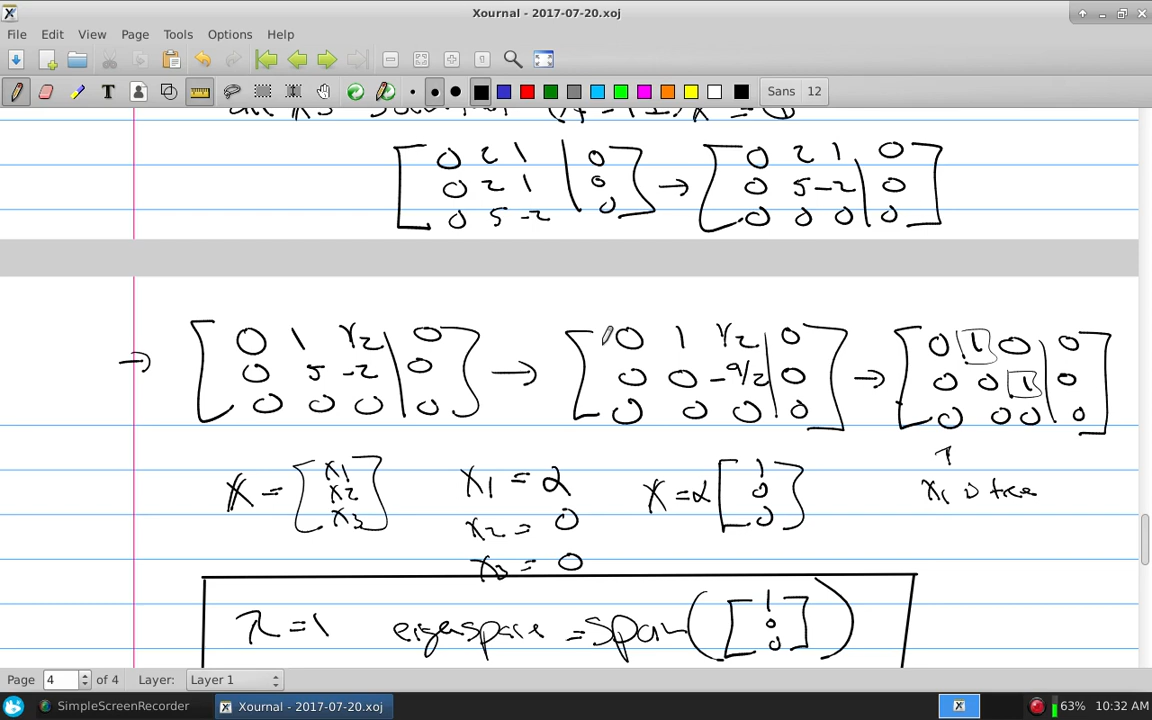 Xournal - 2017-07-20.xoj
File Edit View Page Tools Options Help
Sans 12
[0 2 1 | 0] → [0 2 1 | 0]
[0 2 1 | 0] [0 5 -2 | 0]
[0 5 -2 | 0] [0 0 0 | 0]
⇒ [0 1 1/2 | 0] → [0 1 1/2 | 0] → [0 1 0 | 0]
[0 5 -2 | 0] [0 0 -9/2 | 0] [0 0 1 | 0]
[0 0 0 | 0] [0 0 0 | 0] [0 0 0 | 0]
↑
x = [x1 x2 x3] x1 = α x = α [1 0 0] x1 is free
x2 = 0
x3 = 0
λ = 1 eigenspace = span([1 0 0])
Page 4 of 4 Layer: Layer 1
SimpleScreenRecorder Xournal - 2017-07-20.xoj 63% 10:32 AM